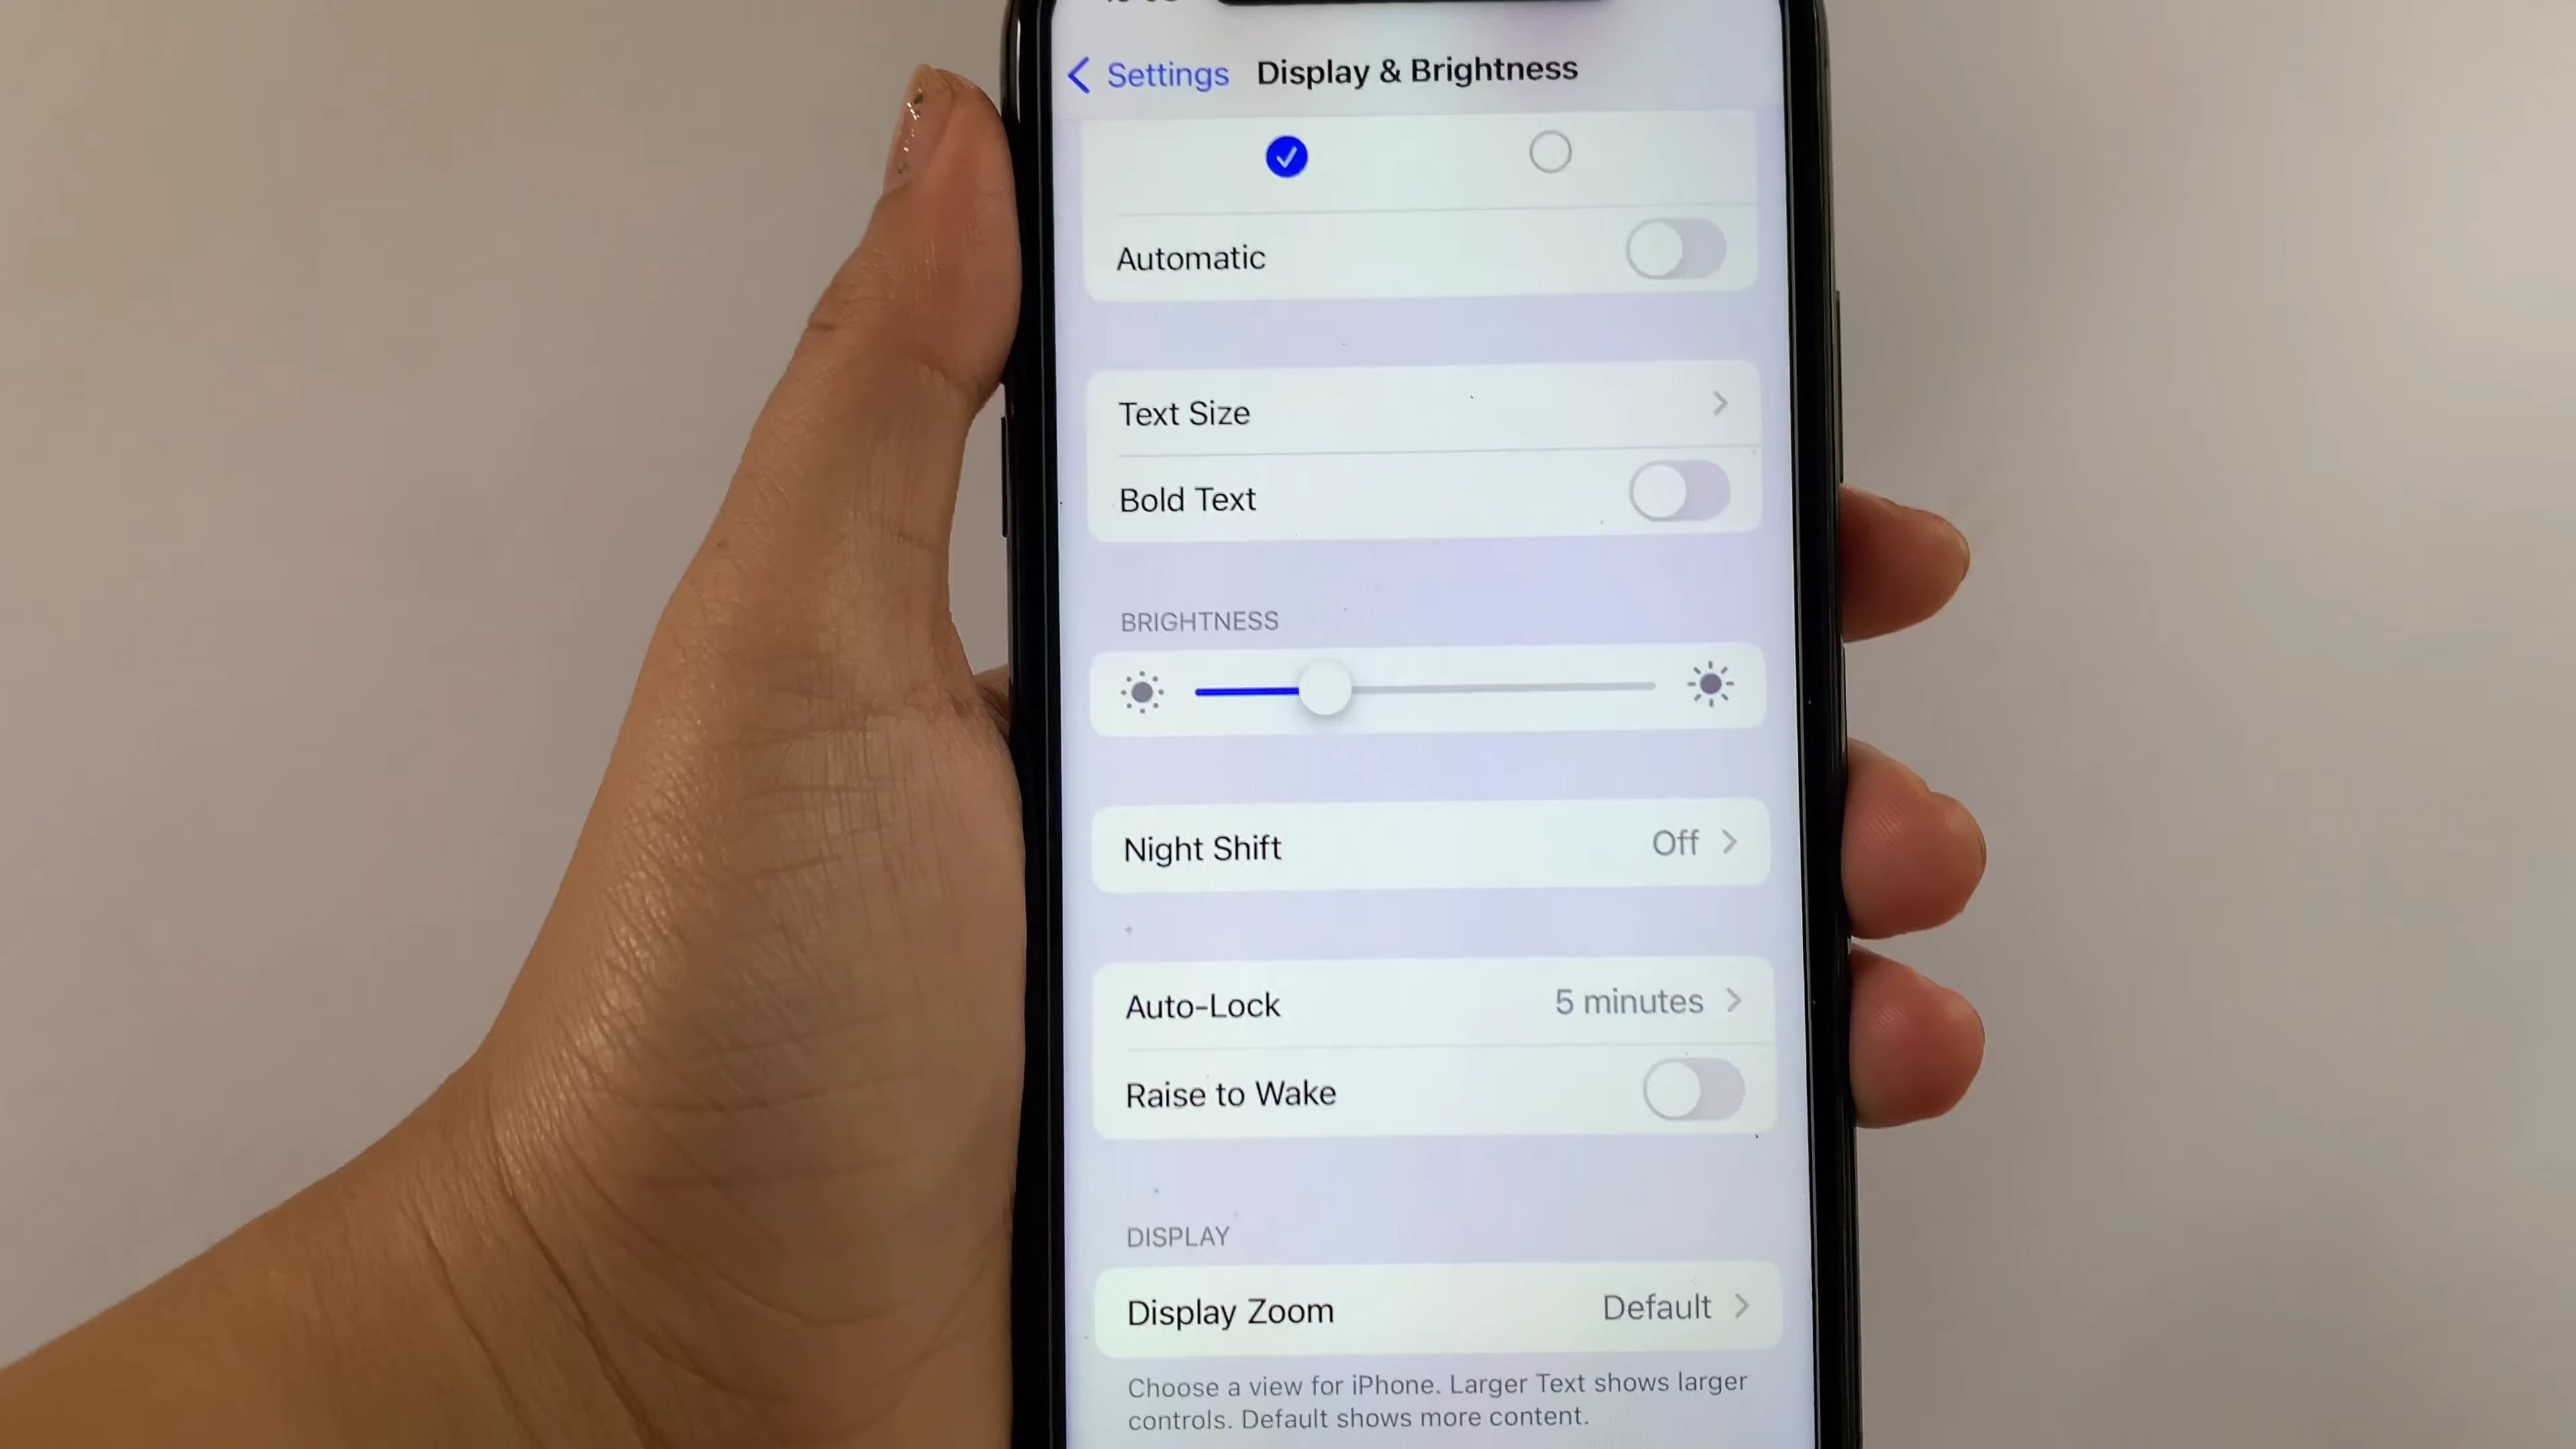 Settings Display & Brightness
Automatic
Text Size
Bold Text
BRIGHTNESS
Night Shift Off
Auto-Lock 5 minutes
Raise to Wake
DISPLAY
Display Zoom Default
Choose a view for iPhone. Larger Text shows larger
controls. Default shows more content.